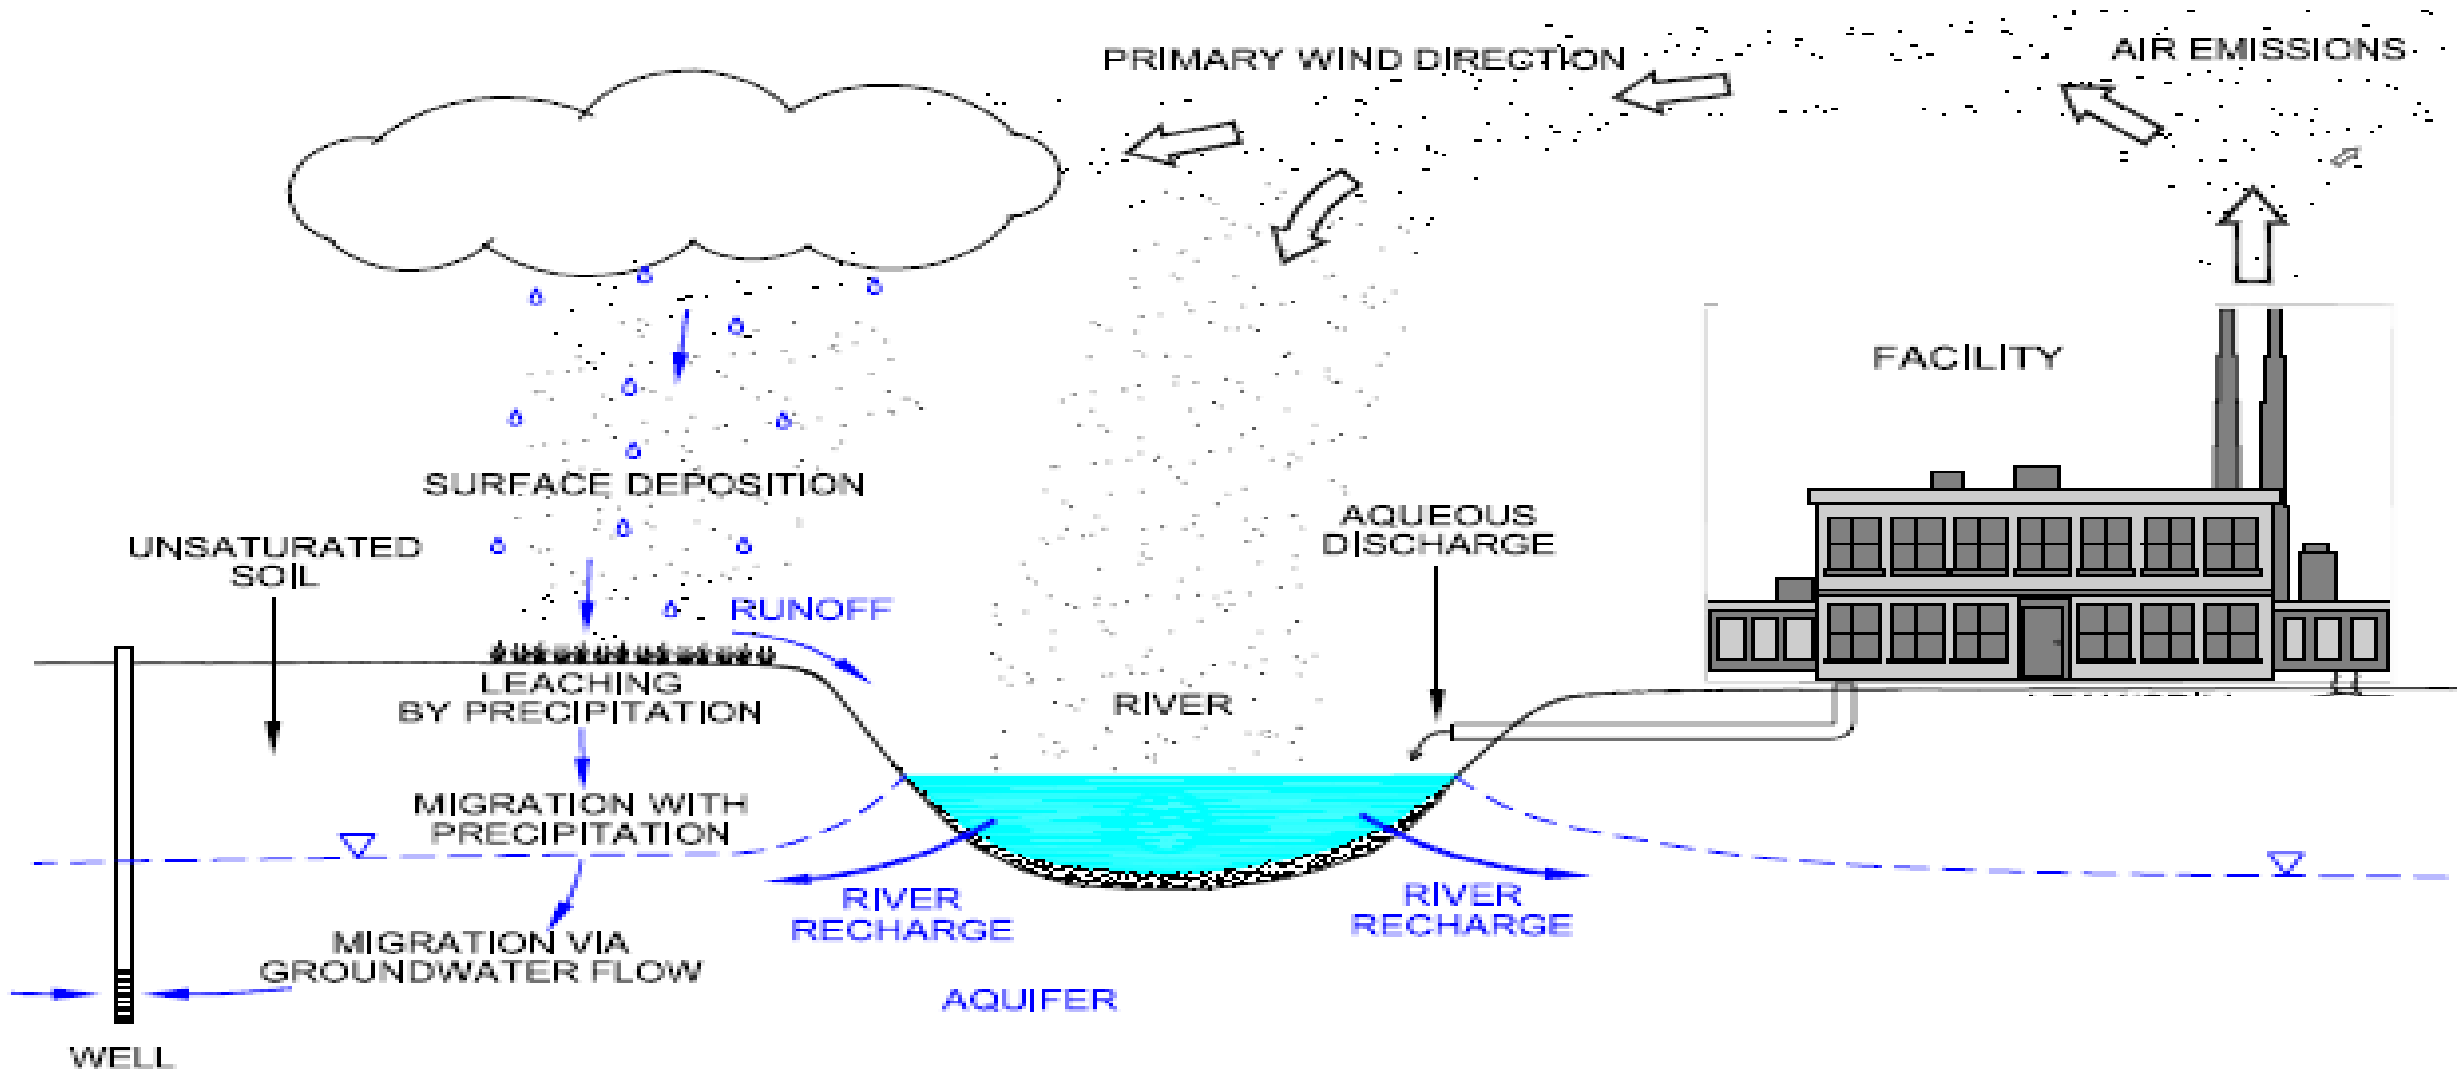 PRIMARY WIND DIRECTION
AIR EMISSIONS
FACILITY
SURFACE DEPOSITION
AQUEOUS
DISCHARGE
UNSATURATED
SOIL
RUNOFF
LEACHING
BY PRECIPITATION
RIVER
MIGRATION WITH
PRECIPITATION
RIVER
RECHARGE
RIVER
RECHARGE
MIGRATION VIA
GROUNDWATER FLOW
AQUIFER
WELL